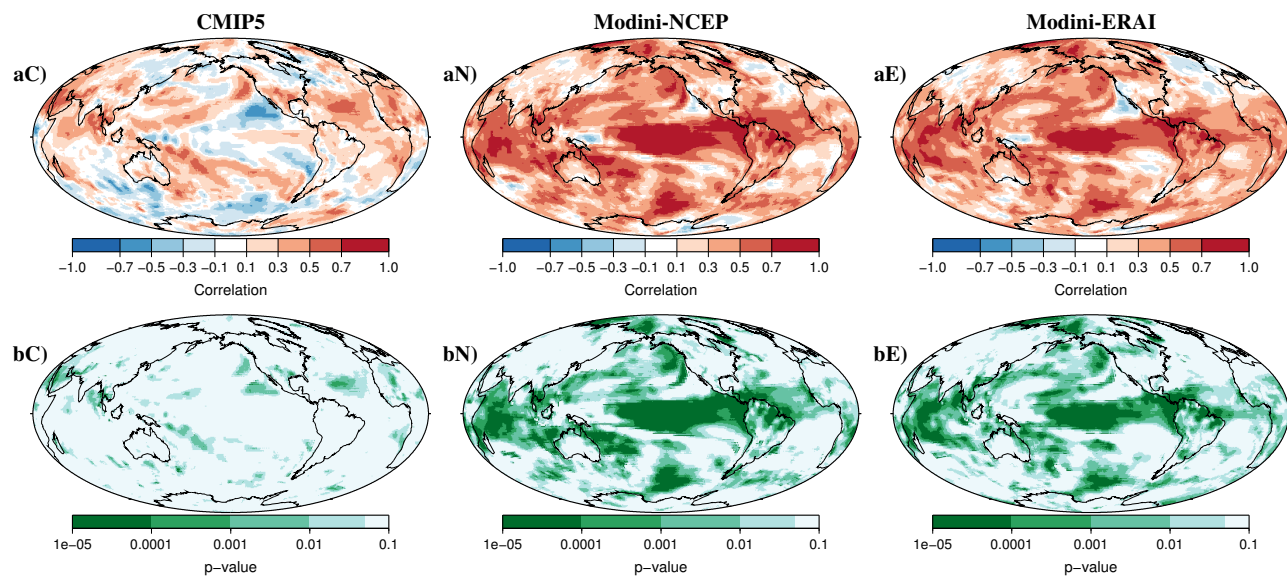 CMIP5 Modini-NCEP Modini-ERAI
aC) aN) aE)
−1.0 −0.7 −0.5 −0.3 −0.1 0.1 0.3 0.5 0.7 1.0 −1.0 −0.7 −0.5 −0.3 −0.1 0.1 0.3 0.5 0.7 1.0 −1.0 −0.7 −0.5 −0.3 −0.1 0.1 0.3 0.5 0.7 1.0
Correlation Correlation Correlation
bC) bN) bE)
1e−05 0.0001 0.001 0.01 0.1 1e−05 0.0001 0.001 0.01 0.1 1e−05 0.0001 0.001 0.01 0.1
p−value p−value p−value